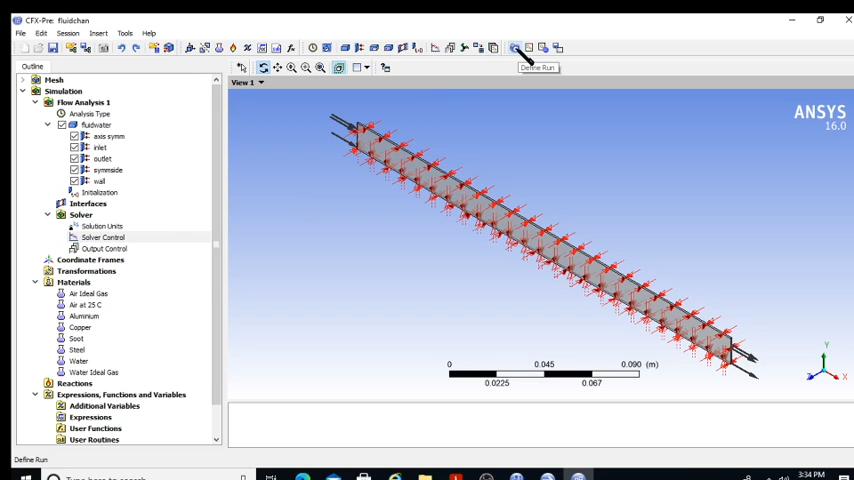 CFX-Pre: fluidchan
File Edit Session Insert Tools Help
Define Run
Outline
View 1
Mesh
Simulation
Flow Analysis 1
Analysis Type
fluidwater
axis symm
inlet
outlet
symmside
wall
Initialization
Interfaces
Solver
Solution Units
Solver Control
Output Control
Coordinate Frames
Transformations
Materials
Air Ideal Gas
Air at 25 C
Aluminium
Copper
Soot
Steel
Water
Water Ideal Gas
Reactions
Expressions, Functions and Variables
Additional Variables
Expressions
User Functions
User Routines
ANSYS
16.0
0 0.045 0.090 (m)
0.0225 0.067
Y
Z X
Define Run
Type here to search
3:34 PM